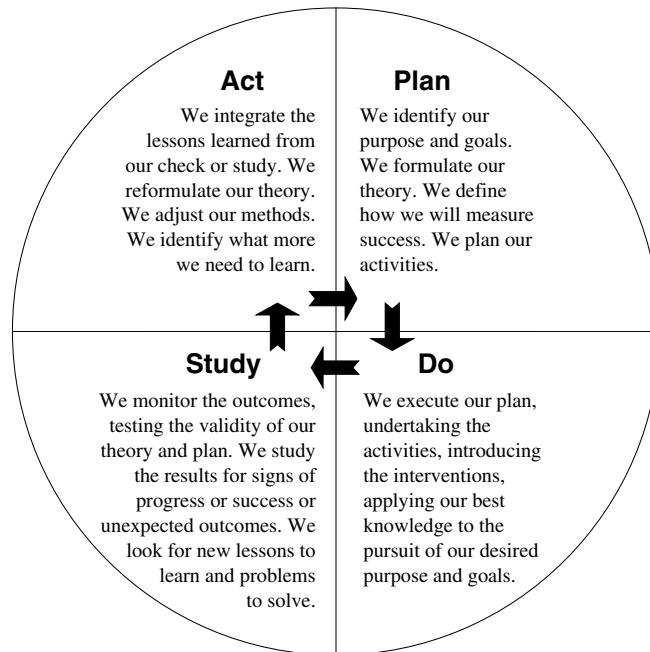 Act
We integrate the
lessons learned from
our check or study. We
reformulate our theory.
We adjust our methods.
We identify what more
we need to learn.
Plan
We identify our
purpose and goals.
We formulate our
theory. We define
how we will measure
success. We plan our
activities.
Study
We monitor the outcomes,
testing the validity of our
theory and plan. We study
the results for signs of
progress or success or
unexpected outcomes. We
look for new lessons to
learn and problems
to solve.
Do
We execute our plan,
undertaking the
activities, introducing
the interventions,
applying our best
knowledge to the
pursuit of our desired
purpose and goals.